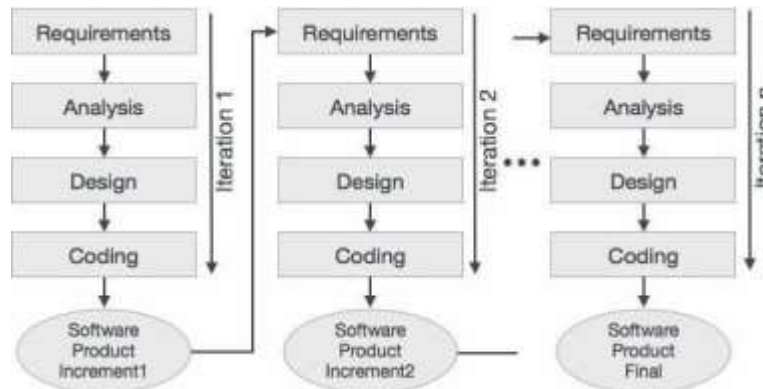 Requirements
Analysis
Design
Coding
Software
Product
Increment1
Iteration 1
Requirements
Analysis
Design
Coding
Software
Product
Increment2
Iteration 2
•••
Requirements
Analysis
Design
Coding
Software
Product
Final
Iteration n